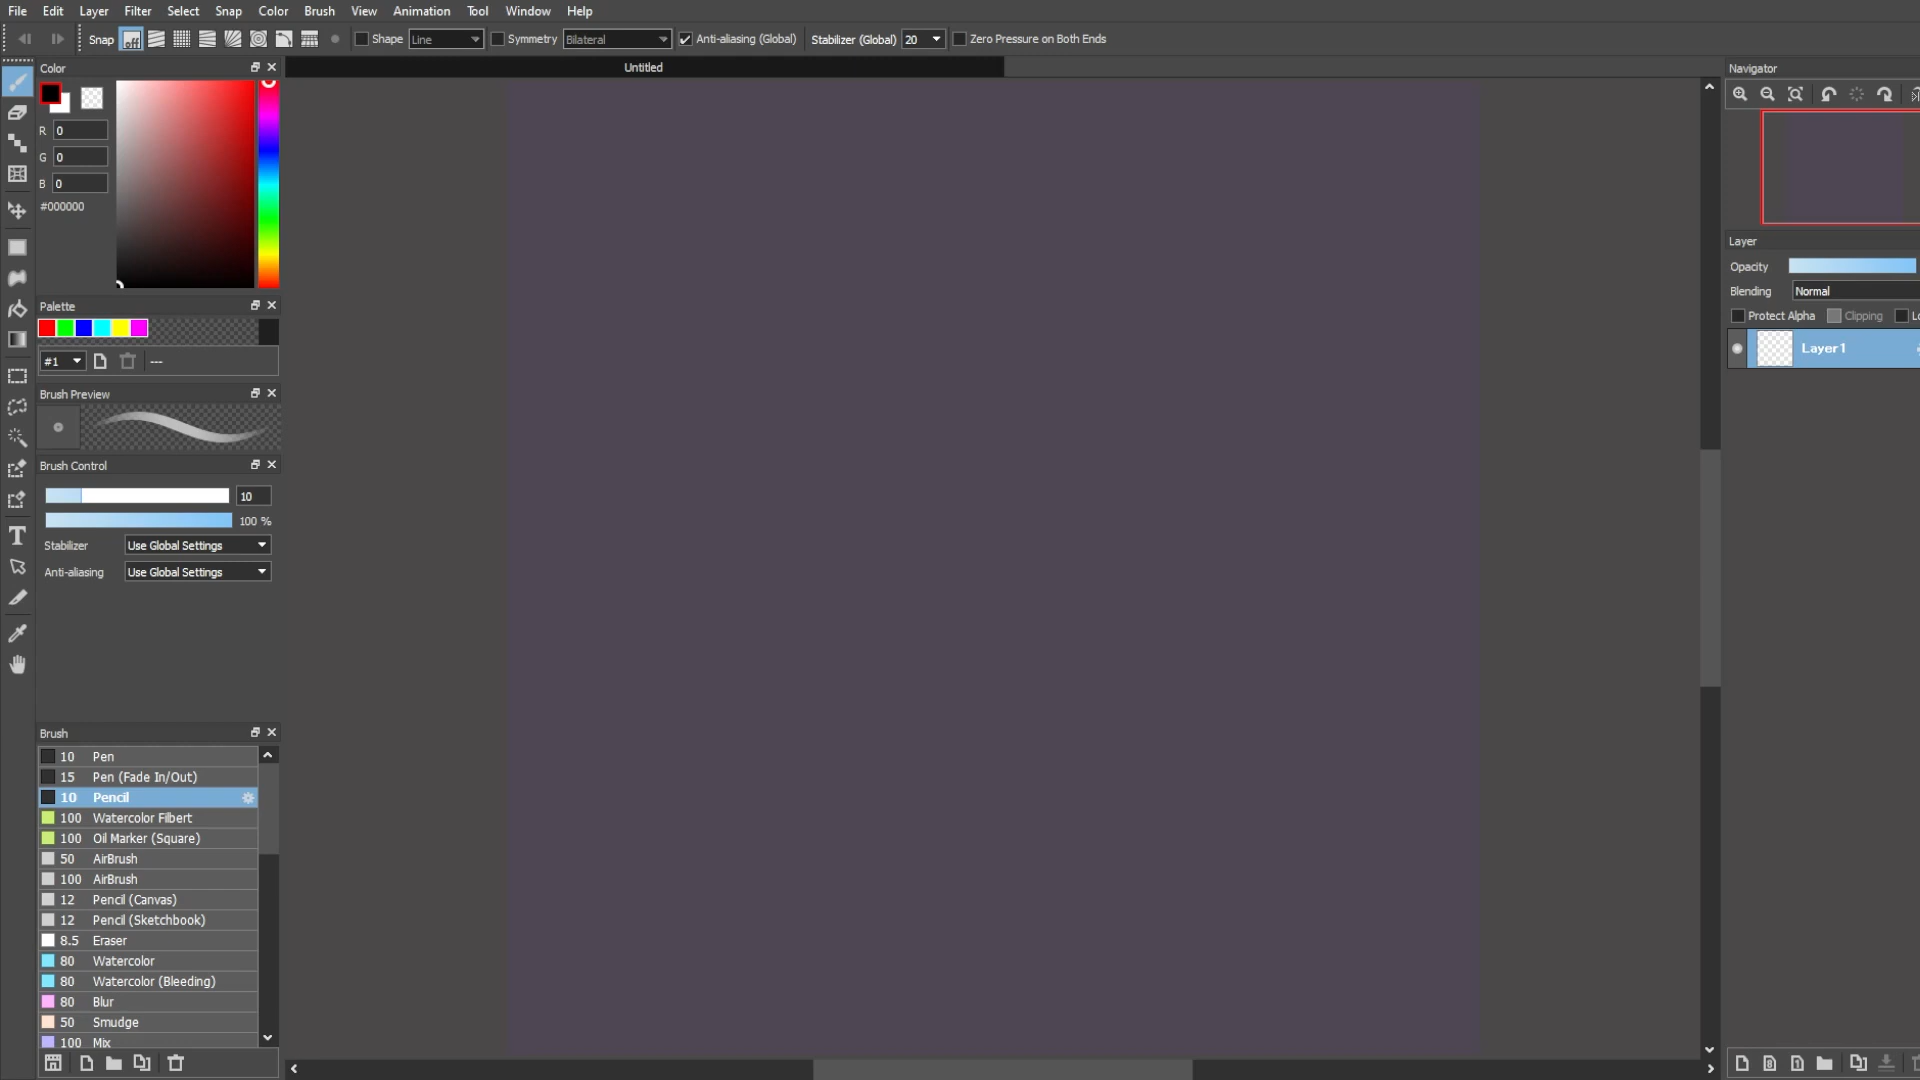 File Edit Layer Filter Select Snap Color Brush View Animation Tool Window Help
Snap off Shape Line Symmetry Bilateral Anti-aliasing (Global) Stabilizer (Global) 20 Zero Pressure on Both Ends
Color
Untitled
Navigator
R 0
G 0
B 0
#000000
Layer
Opacity
Blending Normal
Protect Alpha Clipping Lo
Layer1
Palette
#1 ---
Brush Preview
Brush Control
10
100 %
Stabilizer Use Global Settings
Anti-aliasing Use Global Settings
Brush
10 Pen
15 Pen (Fade In/Out)
10 Pencil
100 Watercolor Filbert
100 Oil Marker (Square)
50 AirBrush
100 AirBrush
12 Pencil (Canvas)
12 Pencil (Sketchbook)
8.5 Eraser
80 Watercolor
80 Watercolor (Bleeding)
80 Blur
50 Smudge
100 Mix